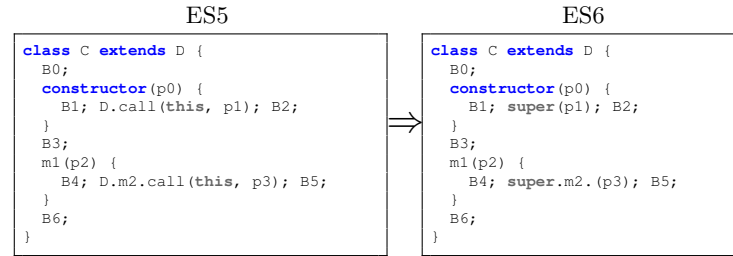 ES5
class C extends D {
  B0;
  constructor(p0) {
    B1; D.call(this, p1); B2;
  }
  B3;
  m1(p2) {
    B4; D.m2.call(this, p3); B5;
  }
  B6;
}
⇒
ES6
class C extends D {
  B0;
  constructor(p0) {
    B1; super(p1); B2;
  }
  B3;
  m1(p2) {
    B4; super.m2.(p3); B5;
  }
  B6;
}